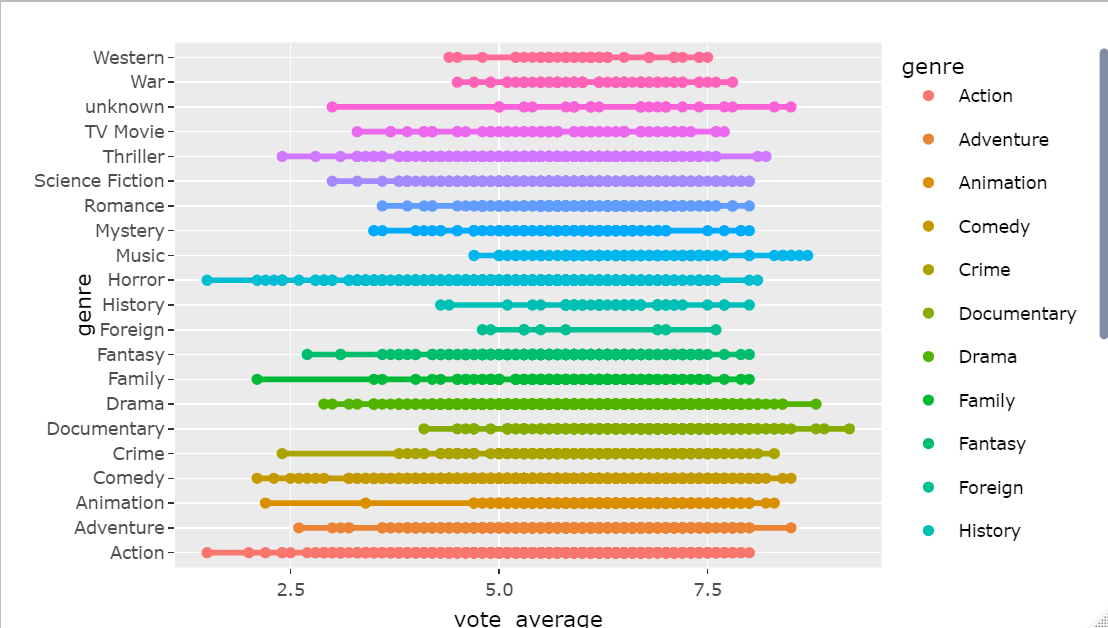 genre
Western
War
unknown
TV Movie
Thriller
Science Fiction
Romance
Mystery
Music
Horror
History
Foreign
Fantasy
Family
Drama
Documentary
Crime
Comedy
Animation
Adventure
Action
2.5 5.0 7.5
vote_average
genre
Action
Adventure
Animation
Comedy
Crime
Documentary
Drama
Family
Fantasy
Foreign
History